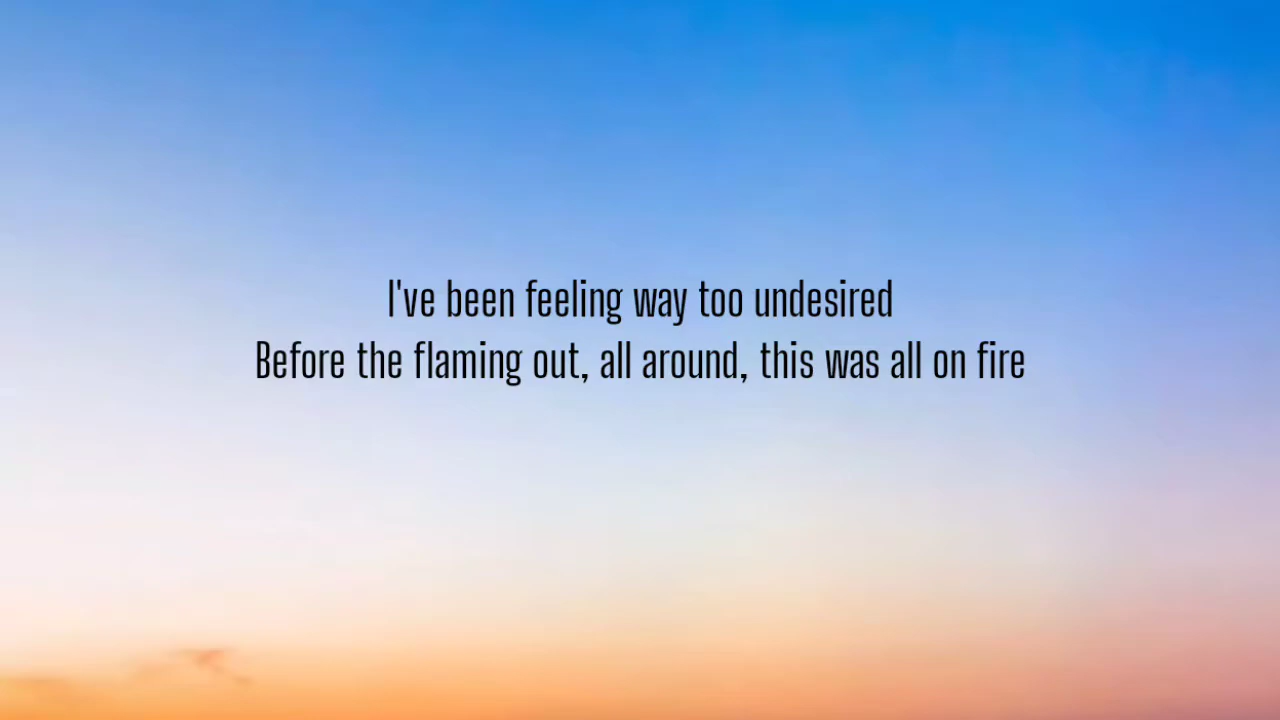 I've been feeling way too undesired
Before the flaming out, all around, this was all on fire